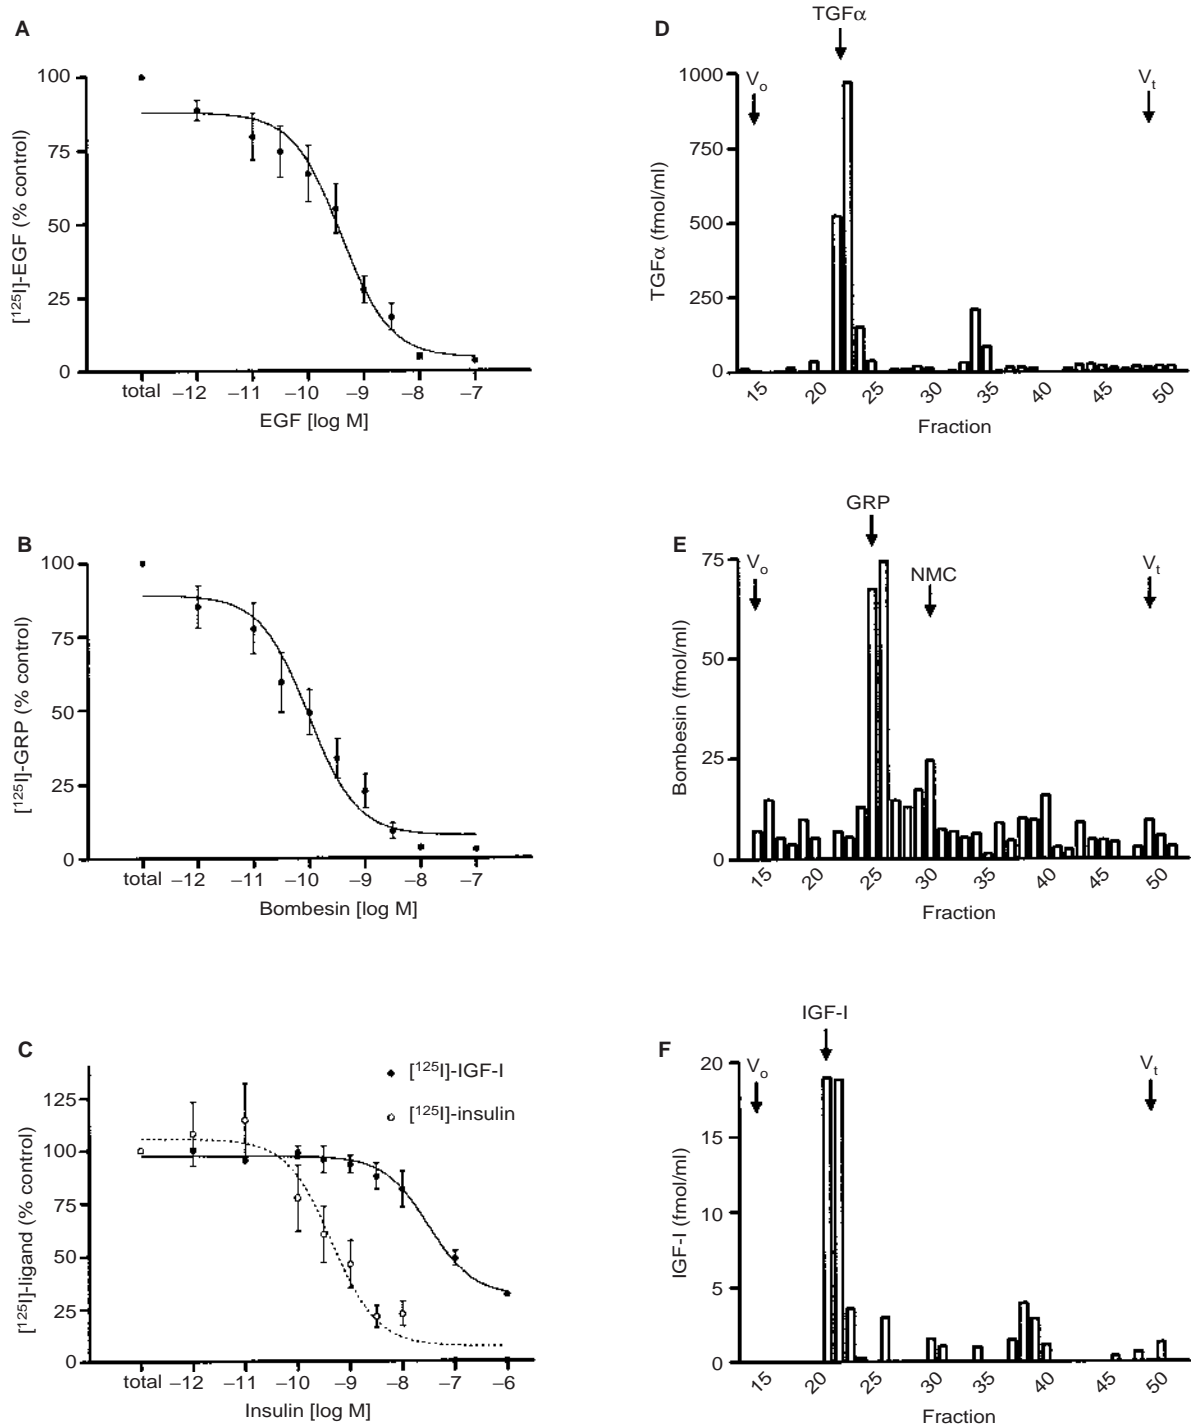 A
100
75
50
25
0
[125I]-EGF (% control)
total –12 –11 –10 –9 –8 –7
EGF [log M]
B
100
75
50
25
0
[125I]-GRP (% control)
total –12 –11 –10 –9 –8 –7
Bombesin [log M]
C
[125I]-IGF-I
[125I]-insulin
125
100
75
50
25
0
[125I]-ligand (% control)
total –12 –11 –10 –9 –8 –7 –6
Insulin [log M]
D
TGFα
Vo
Vt
1000
750
500
250
0
TGFα (fmol/ml)
15 20 25 30 35 40 45 50
Fraction
E
GRP
NMC
Vo
Vt
75
50
25
0
Bombesin (fmol/ml)
15 20 25 30 35 40 45 50
Fraction
F
IGF-I
Vo
Vt
20
15
10
5
0
IGF-I (fmol/ml)
15 20 25 30 35 40 45 50
Fraction